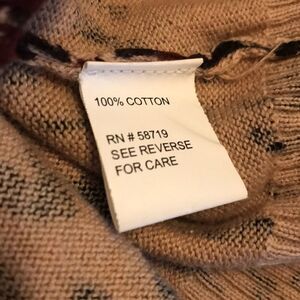 100% COTTON
RN # 58719
SEE REVERSE
FOR CARE